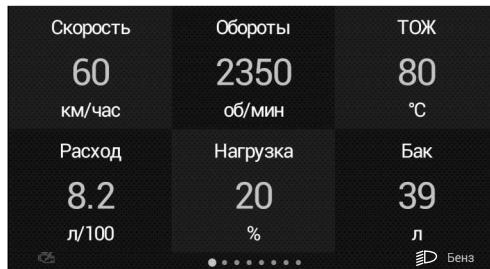 Скорость Обороты ТОЖ
60 2350 80
км/час об/мин °C
Расход Нагрузка Бак
8.2 20 39
л/100 % л
Бенз